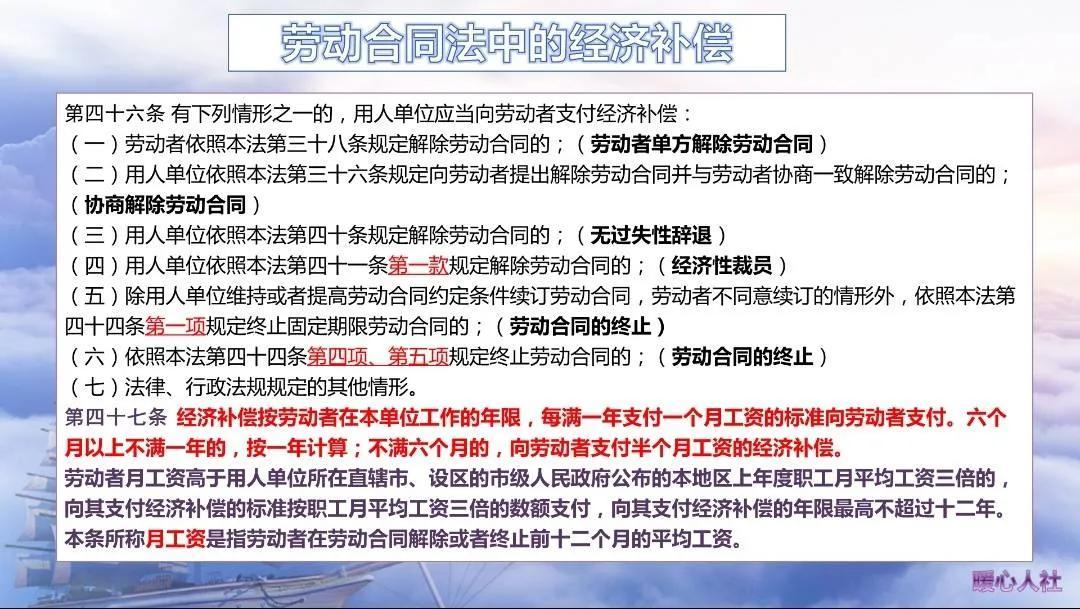 劳动合同法中的经济补偿
第四十六条 有下列情形之一的，用人单位应当向劳动者支付经济补偿：
（一）劳动者依照本法第三十八条规定解除劳动合同的；（劳动者单方解除劳动合同）
（二）用人单位依照本法第三十六条规定向劳动者提出解除劳动合同并与劳动者协商一致解除劳动合同的；
（协商解除劳动合同）
（三）用人单位依照本法第四十条规定解除劳动合同的；（无过失性辞退）
（四）用人单位依照本法第四十一条第一款规定解除劳动合同的；（经济性裁员）
（五）除用人单位维持或者提高劳动合同约定条件续订劳动合同，劳动者不同意续订的情形外，依照本法第
四十四条第一项规定终止固定期限劳动合同的；（劳动合同的终止）
（六）依照本法第四十四条第四项、第五项规定终止劳动合同的；（劳动合同的终止）
（七）法律、行政法规规定的其他情形。
第四十七条 经济补偿按劳动者在本单位工作的年限，每满一年支付一个月工资的标准向劳动者支付。六个
月以上不满一年的，按一年计算；不满六个月的，向劳动者支付半个月工资的经济补偿。
劳动者月工资高于用人单位所在直辖市、设区的市级人民政府公布的本地区上年度职工月平均工资三倍的，
向其支付经济补偿的标准按职工月平均工资三倍的数额支付，向其支付经济补偿的年限最高不超过十二年。
本条所称月工资是指劳动者在劳动合同解除或者终止前十二个月的平均工资。
暖心人社